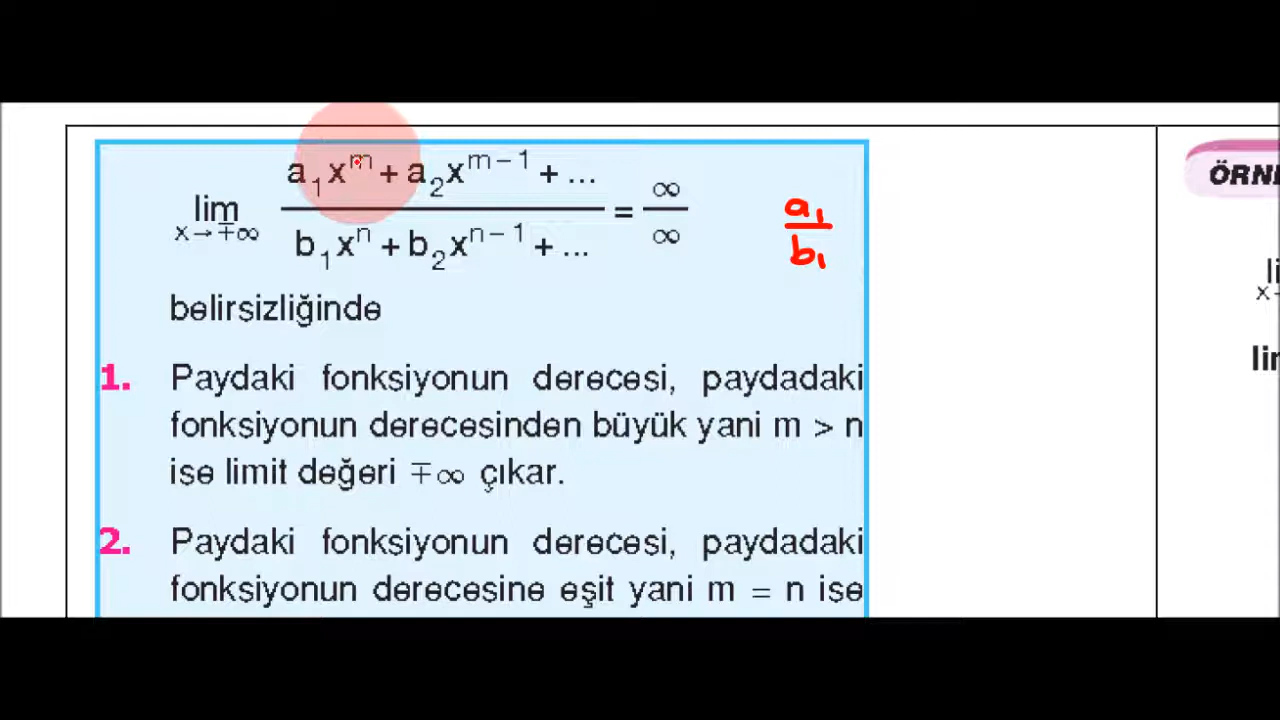 lim x→∓∞ a₁xᵐ + a₂xᵐ⁻¹ + ... / b₁xⁿ + b₂xⁿ⁻¹ + ... = ∞/∞
a₁/b₁
belirsizliğinde
1. Paydaki fonksiyonun derecesi, paydadaki
fonksiyonun derecesinden büyük yani m > n
ise limit değeri ∓∞ çıkar.
2. Paydaki fonksiyonun derecesi, paydadaki
fonksiyonun derecesine eşit yani m = n ise